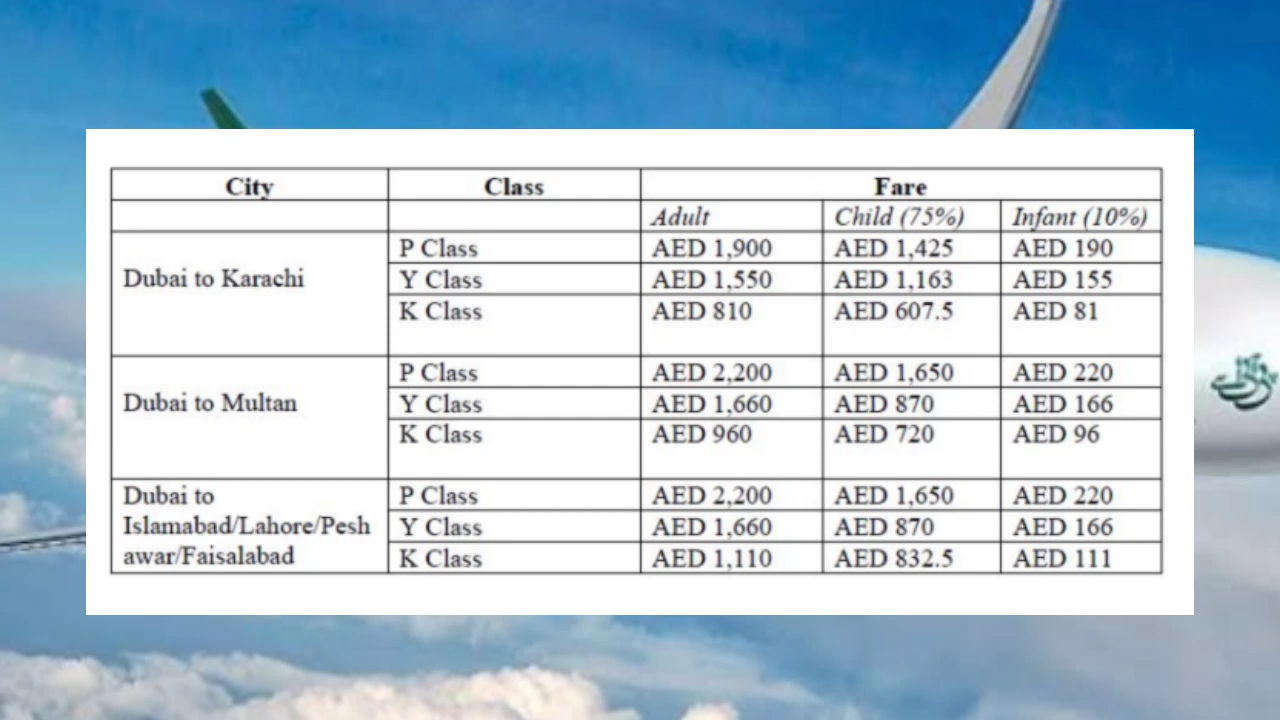 City Class Fare
Adult Child (75%) Infant (10%)
P Class AED 1,900 AED 1,425 AED 190
Dubai to Karachi Y Class AED 1,550 AED 1,163 AED 155
K Class AED 810 AED 607.5 AED 81
P Class AED 2,200 AED 1,650 AED 220
Dubai to Multan Y Class AED 1,660 AED 870 AED 166
K Class AED 960 AED 720 AED 96
Dubai to P Class AED 2,200 AED 1,650 AED 220
Islamabad/Lahore/Pesh Y Class AED 1,660 AED 870 AED 166
awar/Faisalabad K Class AED 1,110 AED 832.5 AED 111